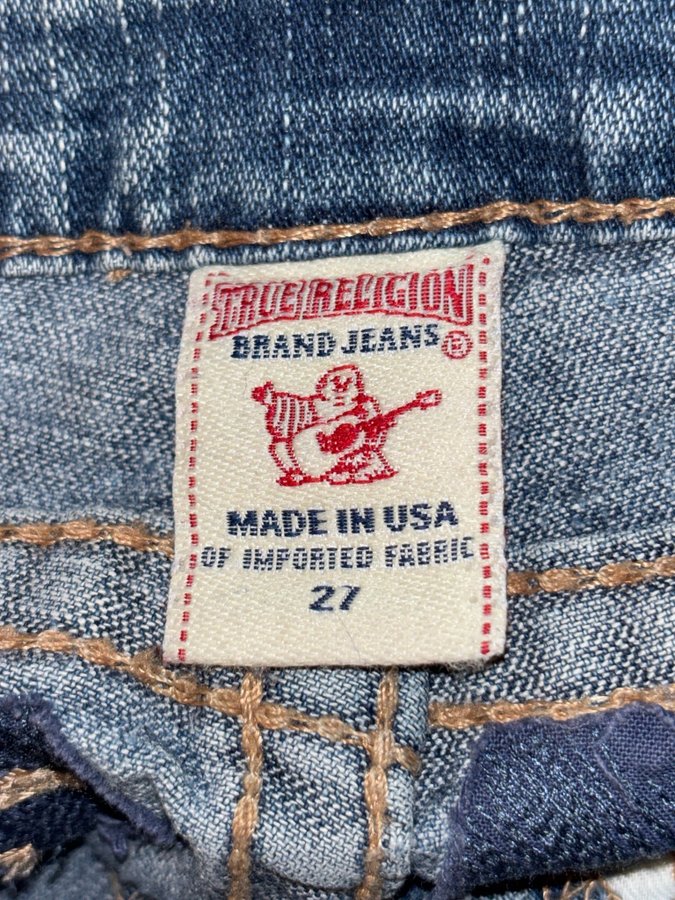 TRUE RELIGION
BRAND JEANS ®
MADE IN USA
OF IMPORTED FABRIC
27